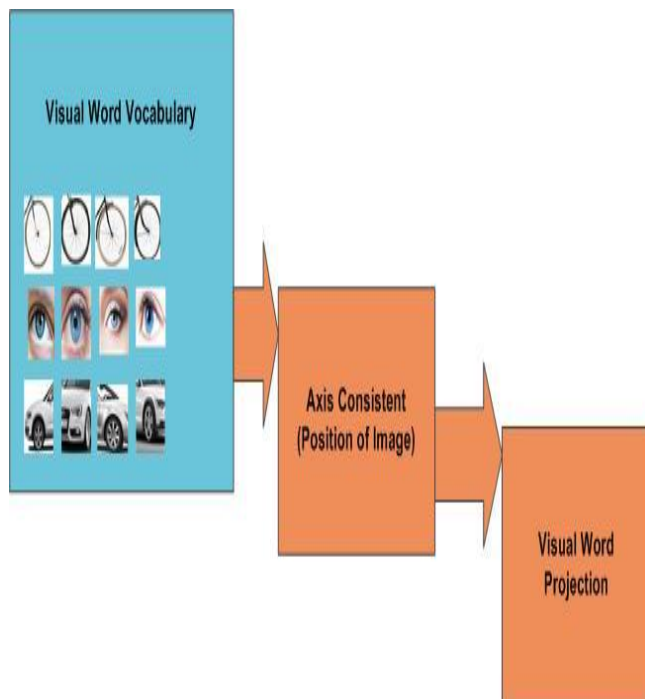 Visual Word Vocabulary
Axis Consistent
(Position of Image)
Visual Word
Projection